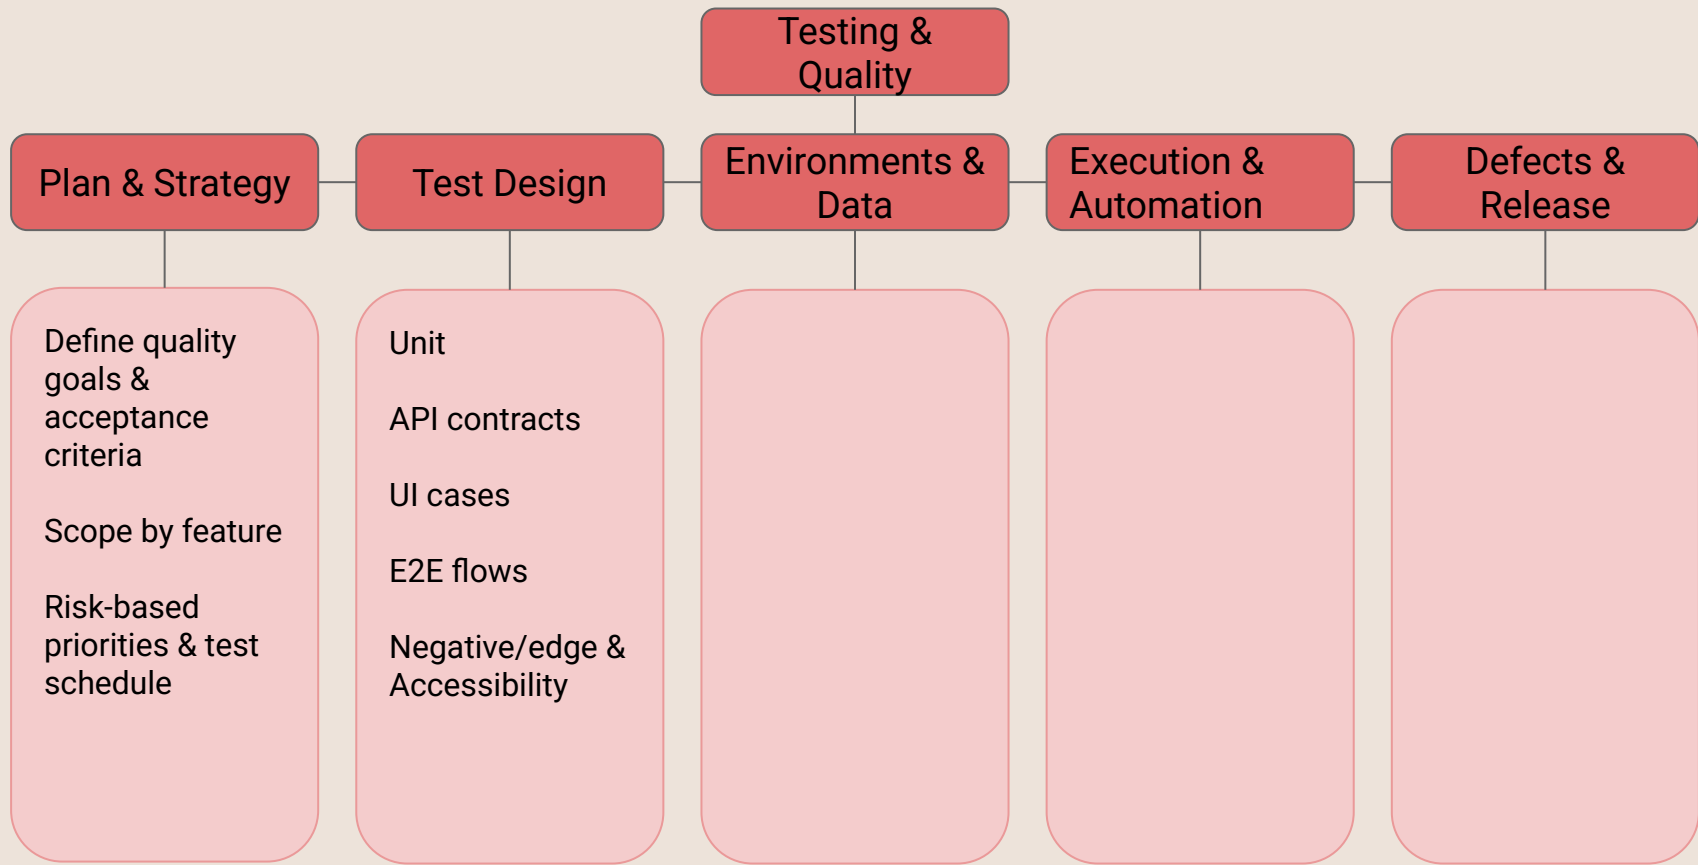 Testing &
Quality
Plan & Strategy
Test Design
Environments &
Data
Execution &
Automation
Defects &
Release
Define quality
goals &
acceptance
criteria
Scope by feature
Risk-based
priorities & test
schedule
Unit
API contracts
UI cases
E2E flows
Negative/edge &
Accessibility